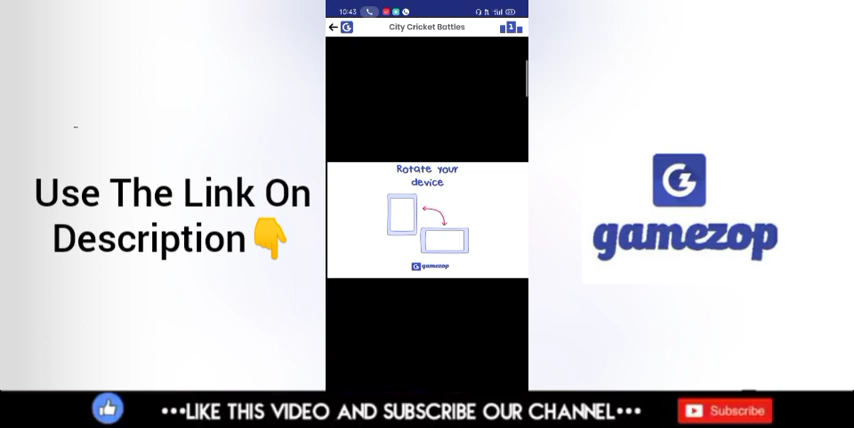 10:43
City Cricket Battles
1
Rotate your
device
gamezop
Use The Link On
Description👇
gamezop
•••LIKE THIS VIDEO AND SUBSCRIBE OUR CHANNEL•••
Subscribe